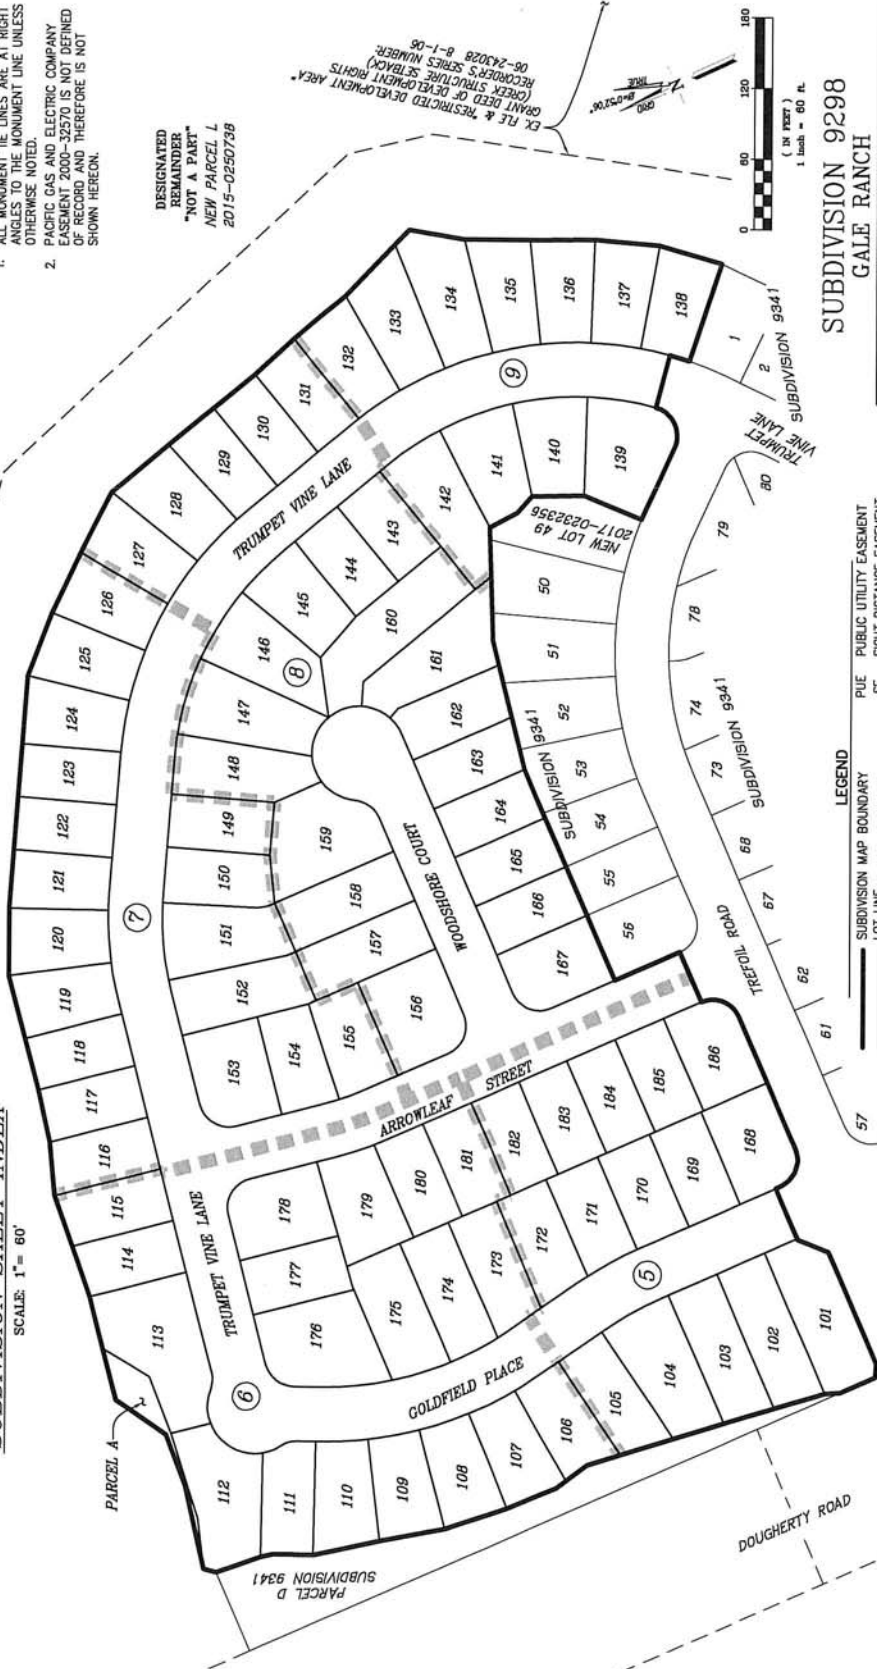 SCALE: 1"= 60'
1. ALL MONUMENT TIE LINES ARE AT RIGHT
ANGLES TO THE MONUMENT LINE UNLESS
OTHERWISE NOTED.
2. PACIFIC GAS AND ELECTRIC COMPANY
EASEMENT 2000-32570 IS NOT DEFINED
OF RECORD AND THEREFORE IS NOT
SHOWN HEREON.
DESIGNATED
REMAINDER
"NOT A PART"
NEW PARCEL L
2015-0250738
EX. FLE & "RESTRICTED DEVELOPMENT AREA"
GRANT DEED OF DEVELOPMENT RIGHTS
(CREEK STRUCTURE SETBACK)
RECORDER'S SERIES NUMBER:
06-243028 8-1-06
GRID
TRUE
N
0
60
120
180
( IN FEET )
1 inch = 60 ft.
SUBDIVISION 9298
GALE RANCH
PARCEL A
PARCEL D
SUBDIVISION 9341
DOUGHERTY ROAD
101
102
103
104
105
106
107
108
109
110
111
112
113
114
115
116
117
118
119
120
121
122
123
124
125
126
127
128
129
130
131
132
133
134
135
136
137
138
139
140
141
142
143
144
145
146
147
148
149
150
151
152
153
154
155
156
157
158
159
160
161
162
163
164
165
166
167
168
169
170
171
172
173
174
175
176
177
178
179
180
181
182
183
184
185
186
5
6
7
8
9
TRUMPET VINE LANE
TRUMPET VINE LANE
GOLDFIELD PLACE
ARROWLEAF STREET
WOODSHORE COURT
TREFOIL ROAD
TRUMPET
VINE LANE
NEW LOT 49
2017-0232356
50
51
52
53
54
55
56
SUBDIVISION 9341
57
61
62
67
68
73
74
78
79
80
SUBDIVISION 9341
1
2
SUBDIVISION 9341
LEGEND
SUBDIVISION MAP BOUNDARY
PUE PUBLIC UTILITY EASEMENT